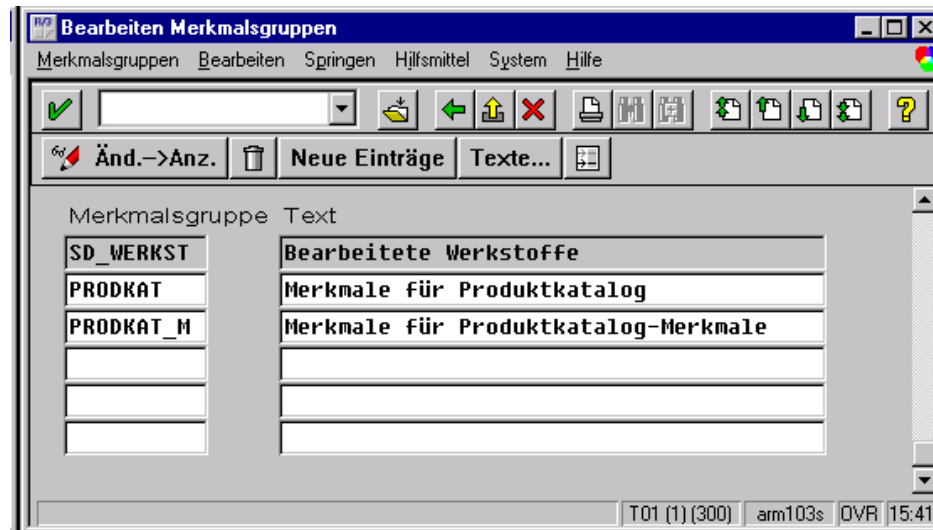 Bearbeiten Merkmalsgruppen
Merkmalsgruppen Bearbeiten Springen Hilfsmittel System Hilfe
Änd.->Anz. Neue Einträge Texte...
Merkmalsgruppe Text
SD_WERKST Bearbeitete Werkstoffe
PRODKAT Merkmale für Produktkatalog
PRODKAT_M Merkmale für Produktkatalog-Merkmale
T01 (1) (300) arm103s OVR 15:41